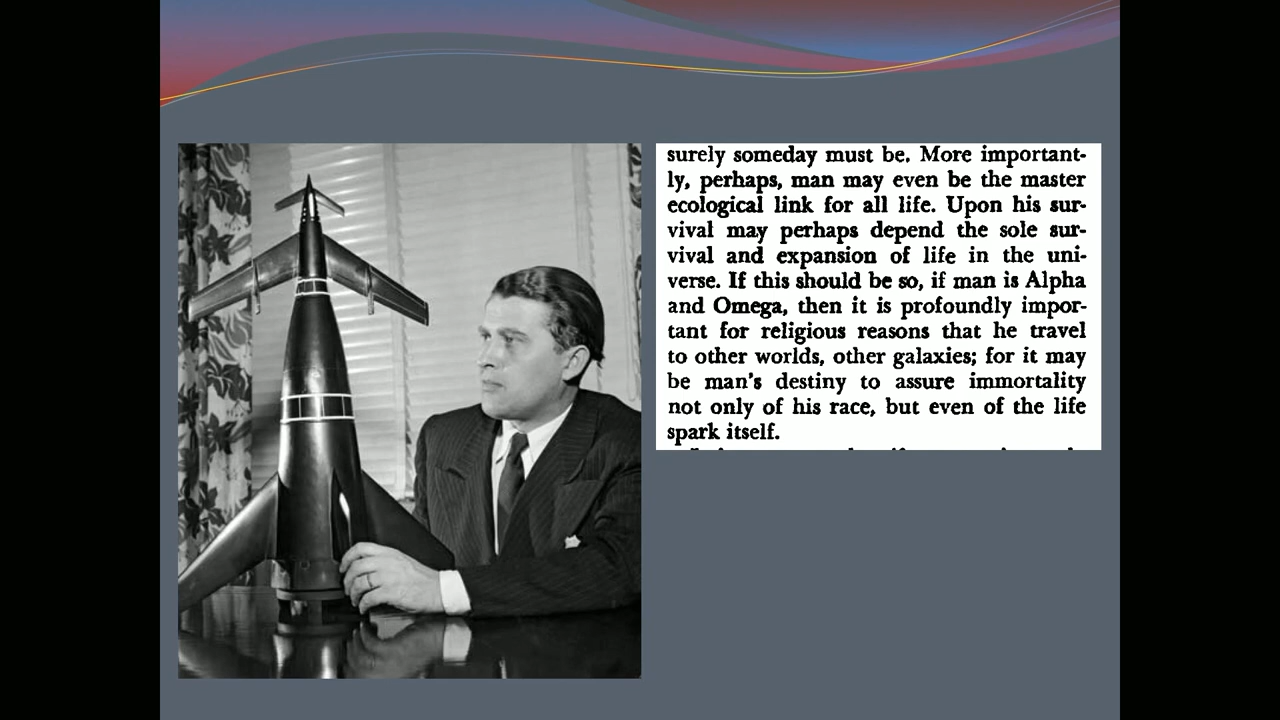 surely someday must be. More important-
ly, perhaps, man may even be the master
ecological link for all life. Upon his sur-
vival may perhaps depend the sole sur-
vival and expansion of life in the uni-
verse. If this should be so, if man is Alpha
and Omega, then it is profoundly impor-
tant for religious reasons that he travel
to other worlds, other galaxies; for it may
be man's destiny to assure immortality
not only of his race, but even of the life
spark itself.